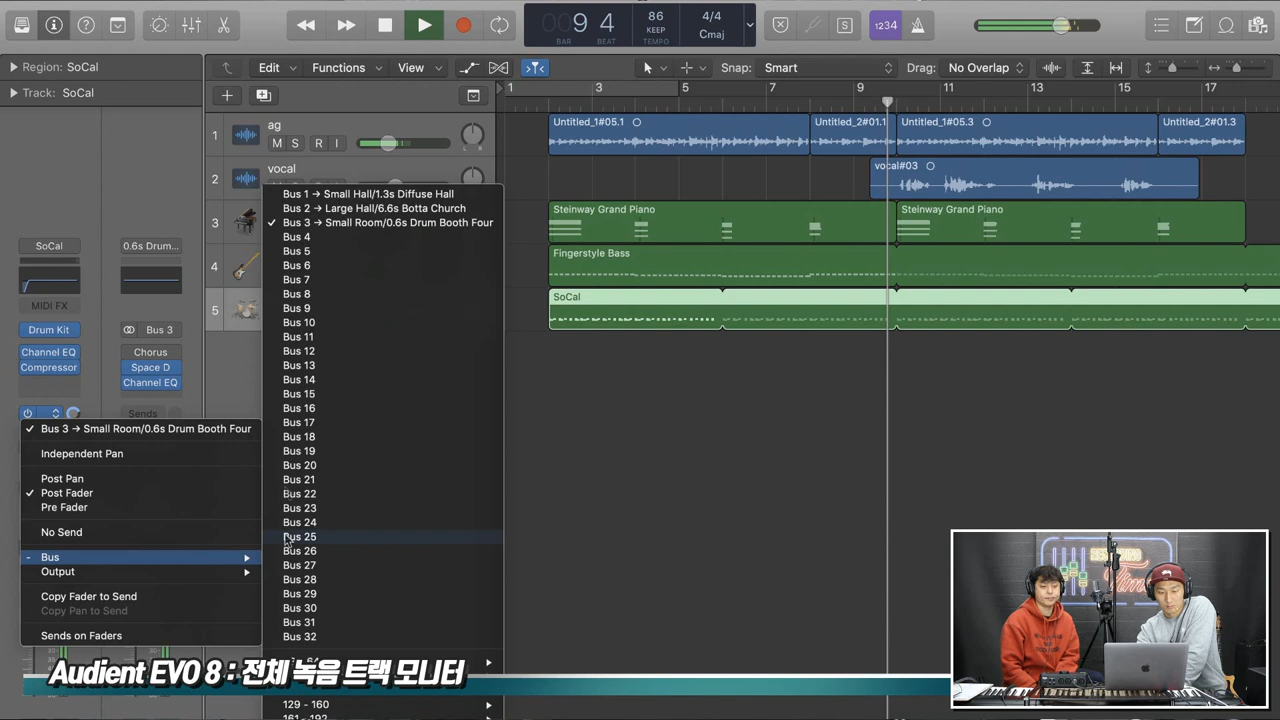 9 4
BAR
BEAT
86
TEMPO
4/4
Cmaj
S
1234
Region: SoCal
Track: SoCal
Edit
Functions
View
Snap:
Smart
Drag:
No Overlap
1
3
5
7
9
11
13
15
17
1
ag
M S R I
2
vocal
3
4
5
Untitled_1#05.1
Untitled_2#01.1
Untitled_1#05.3
Untitled_2#01.3
vocal#03
Steinway Grand Piano
Steinway Grand Piano
Fingerstyle Bass
SoCal
SoCal
0.6s Drum...
MIDI FX
Drum Kit
Bus 3
Channel EQ
Compressor
Chorus
Space D
Channel EQ
Sends
Bus 3 → Small Room/0.6s Drum Booth Four
Independent Pan
Post Pan
Post Fader
Pre Fader
No Send
Bus
Output
Copy Fader to Send
Copy Pan to Send
Sends on Faders
Bus 1 → Small Hall/1.3s Diffuse Hall
Bus 2 → Large Hall/6.6s Botta Church
Bus 3 → Small Room/0.6s Drum Booth Four
Bus 4
Bus 5
Bus 6
Bus 7
Bus 8
Bus 9
Bus 10
Bus 11
Bus 12
Bus 13
Bus 14
Bus 15
Bus 16
Bus 17
Bus 18
Bus 19
Bus 20
Bus 21
Bus 22
Bus 23
Bus 24
Bus 25
Bus 26
Bus 27
Bus 28
Bus 29
Bus 30
Bus 31
Bus 32
129 - 160
161 - 192
Audient EVO 8 : 전체 녹음 트랙 모니터